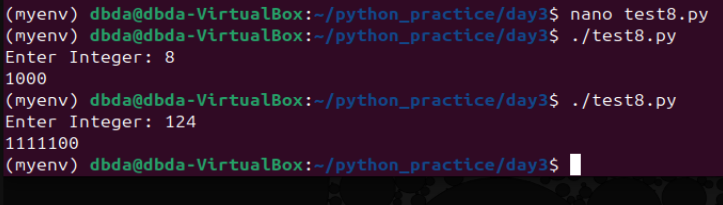 (myenv) dbda@dbda-VirtualBox:~/python_practice/day3$ nano test8.py
(myenv) dbda@dbda-VirtualBox:~/python_practice/day3$ ./test8.py
Enter Integer: 8
1000
(myenv) dbda@dbda-VirtualBox:~/python_practice/day3$ ./test8.py
Enter Integer: 124
1111100
(myenv) dbda@dbda-VirtualBox:~/python_practice/day3$